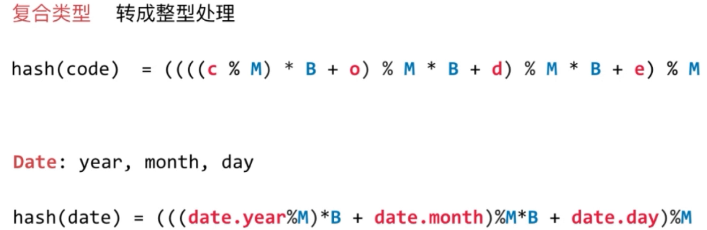 复合类型 转成整型处理
hash(code) = ((((c % M) * B + o) % M * B + d) % M * B + e) % M
Date: year, month, day
hash(date) = (((date.year%M)*B + date.month)%M*B + date.day)%M